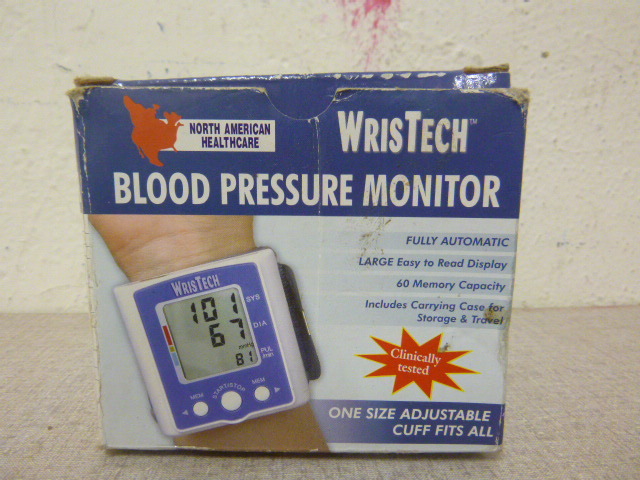 NORTH AMERICAN
HEALTHCARE
WRISTECH™
BLOOD PRESSURE MONITOR
FULLY AUTOMATIC
LARGE Easy to Read Display
60 Memory Capacity
Includes Carrying Case for
Storage & Travel
WRISTECH
101 SYS
67 DIA
mmHg
81 PUL
/min
MEM START/STOP MEM
Clinically
tested
ONE SIZE ADJUSTABLE
CUFF FITS ALL